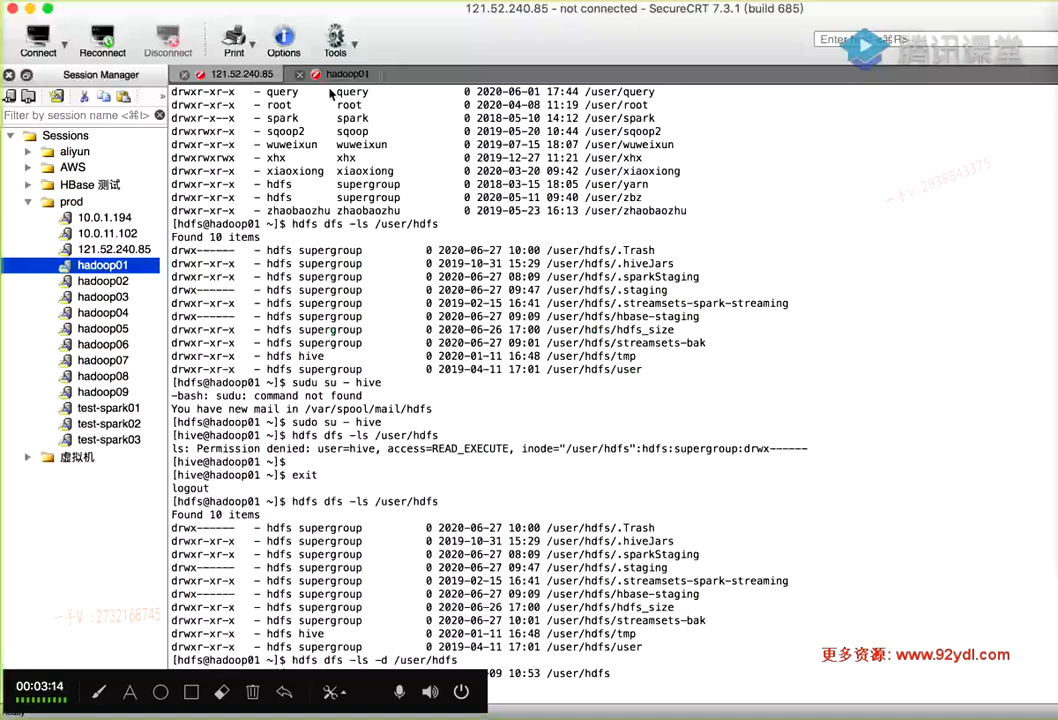 121.52.240.85 - not connected - SecureCRT 7.3.1 (build 685)
Connect
Reconnect
Disconnect
Print
Options
Tools
腾讯课堂
Session Manager
121.52.240.85
hadoop01
Filter by session name <⌘I>
Sessions
aliyun
AWS
HBase 测试
prod
10.0.1.194
10.0.11.102
121.52.240.85
hadoop01
hadoop02
hadoop03
hadoop04
hadoop05
hadoop06
hadoop07
hadoop08
hadoop09
test-spark01
test-spark02
test-spark03
虚拟机
drwxr-xr-x - query query 0 2020-06-01 17:44 /user/query
drwxr-xr-x - root root 0 2020-04-08 11:19 /user/root
drwxr-x--x - spark spark 0 2018-05-10 14:12 /user/spark
drwxrwxr-x - sqoop2 sqoop 0 2019-05-20 10:44 /user/sqoop2
drwxr-xr-x - wuweixun wuweixun 0 2019-07-15 18:07 /user/wuweixun
drwxrwxrwx - xhx xhx 0 2019-12-27 11:21 /user/xhx
drwxr-xr-x - xiaoxiong xiaoxiong 0 2020-03-20 09:42 /user/xiaoxiong
drwxr-xr-x - hdfs supergroup 0 2018-03-15 18:05 /user/yarn
drwxr-xr-x - hdfs supergroup 0 2020-05-11 09:40 /user/zbz
drwxr-xr-x - zhaobaozhu zhaobaozhu 0 2019-05-23 16:13 /user/zhaobaozhu
[hdfs@hadoop01 ~]$ hdfs dfs -ls /user/hdfs
Found 10 items
drwx------ - hdfs supergroup 0 2020-06-27 10:00 /user/hdfs/.Trash
drwxr-xr-x - hdfs supergroup 0 2019-10-31 15:29 /user/hdfs/.hiveJars
drwxr-xr-x - hdfs supergroup 0 2020-06-27 08:09 /user/hdfs/.sparkStaging
drwx------ - hdfs supergroup 0 2020-06-27 09:47 /user/hdfs/.staging
drwxr-xr-x - hdfs supergroup 0 2019-02-15 16:41 /user/hdfs/.streamsets-spark-streaming
drwx------ - hdfs supergroup 0 2020-06-27 09:09 /user/hdfs/hbase-staging
drwxr-xr-x - hdfs supergroup 0 2020-06-26 17:00 /user/hdfs/hdfs_size
drwxr-xr-x - hdfs supergroup 0 2020-06-27 09:01 /user/hdfs/streamsets-bak
drwxr-xr-x - hdfs hive 0 2020-01-11 16:48 /user/hdfs/tmp
drwxr-xr-x - hdfs supergroup 0 2019-04-11 17:01 /user/hdfs/user
[hdfs@hadoop01 ~]$ sudu su - hive
-bash: sudu: command not found
You have new mail in /var/spool/mail/hdfs
[hdfs@hadoop01 ~]$ sudo su - hive
[hive@hadoop01 ~]$ hdfs dfs -ls /user/hdfs
ls: Permission denied: user=hive, access=READ_EXECUTE, inode="/user/hdfs":hdfs:supergroup:drwx------
[hive@hadoop01 ~]$
[hive@hadoop01 ~]$ exit
logout
[hdfs@hadoop01 ~]$ hdfs dfs -ls /user/hdfs
Found 10 items
drwx------ - hdfs supergroup 0 2020-06-27 10:00 /user/hdfs/.Trash
drwxr-xr-x - hdfs supergroup 0 2019-10-31 15:29 /user/hdfs/.hiveJars
drwxr-xr-x - hdfs supergroup 0 2020-06-27 08:09 /user/hdfs/.sparkStaging
drwx------ - hdfs supergroup 0 2020-06-27 09:47 /user/hdfs/.staging
drwxr-xr-x - hdfs supergroup 0 2019-02-15 16:41 /user/hdfs/.streamsets-spark-streaming
drwx------ - hdfs supergroup 0 2020-06-27 09:09 /user/hdfs/hbase-staging
drwxr-xr-x - hdfs supergroup 0 2020-06-26 17:00 /user/hdfs/hdfs_size
drwxr-xr-x - hdfs supergroup 0 2020-06-27 10:01 /user/hdfs/streamsets-bak
drwxr-xr-x - hdfs hive 0 2020-01-11 16:48 /user/hdfs/tmp
drwxr-xr-x - hdfs supergroup 0 2019-04-11 17:01 /user/hdfs/user
[hdfs@hadoop01 ~]$ hdfs dfs -ls -d /user/hdfs
09 10:53 /user/hdfs
一手V 2938843375
一手V :2732168745
更多资源: www.92ydl.com
00:03:14